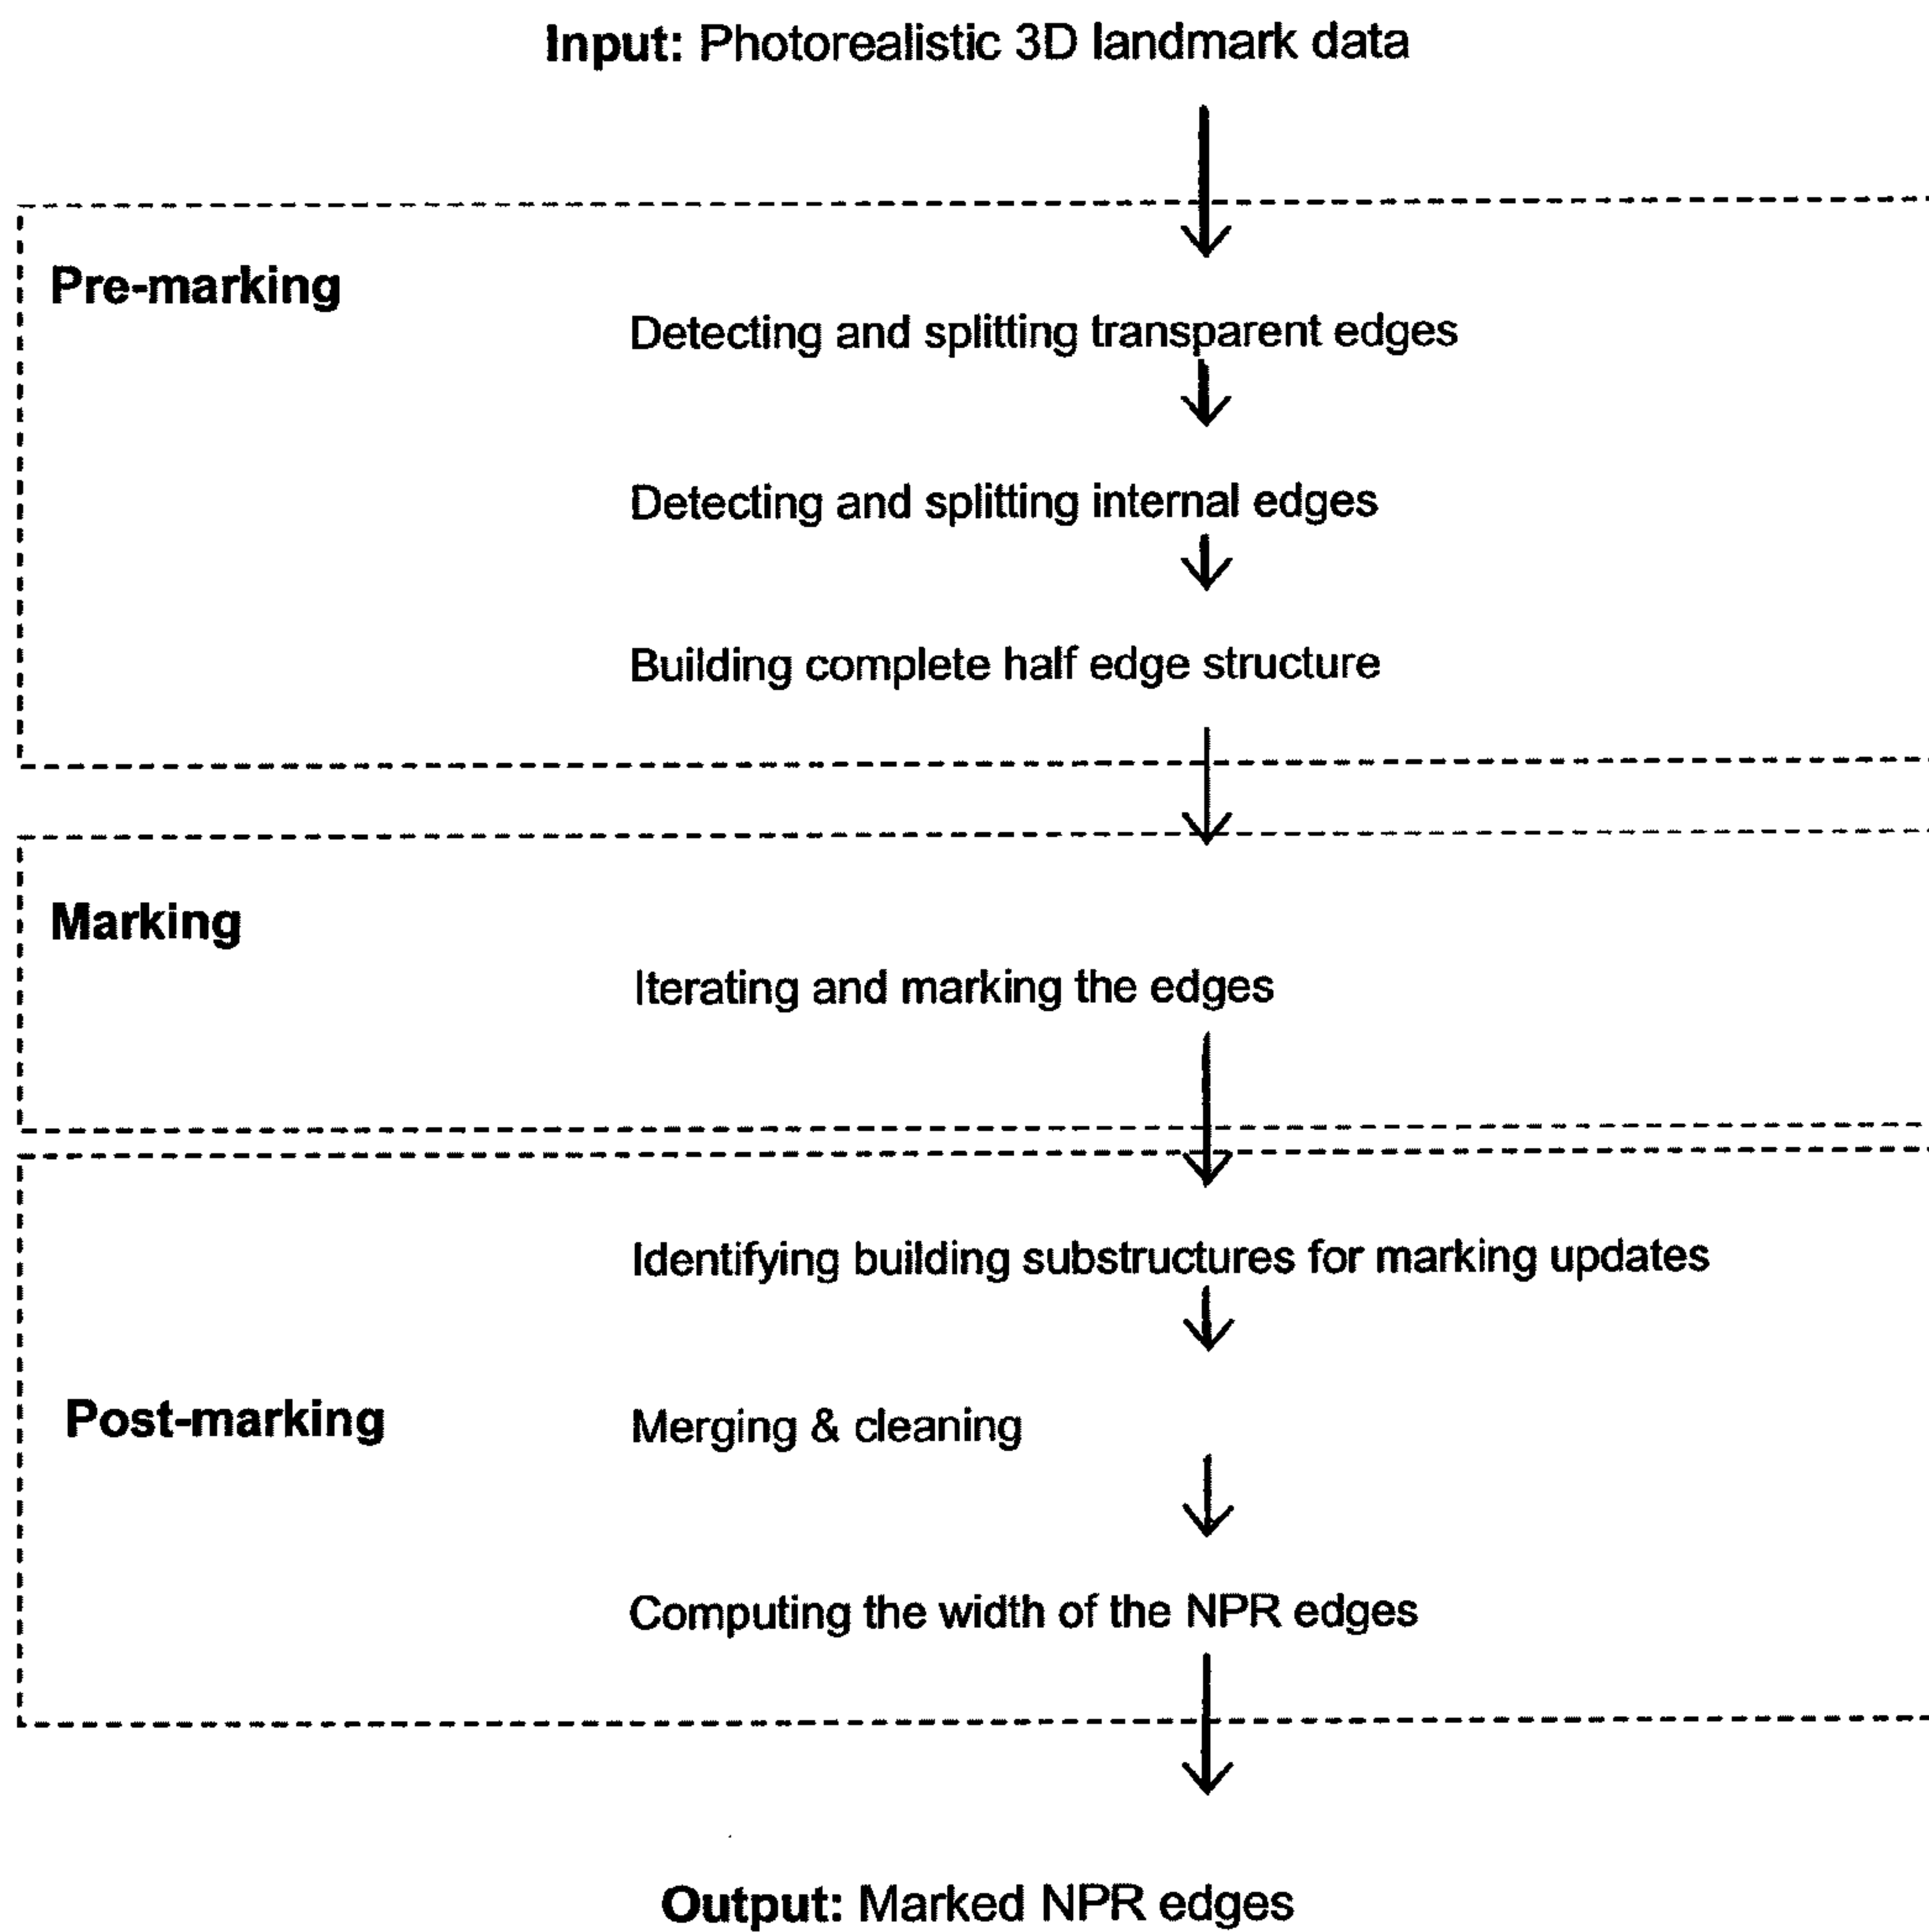 Input: Photorealistic 3D landmark data
Pre-marking
Detecting and splitting transparent edges
Detecting and splitting internal edges
Building complete half edge structure
Marking
Iterating and marking the edges
Identifying building substructures for marking updates
Post-marking
Merging & cleaning
Computing the width of the NPR edges
Output: Marked NPR edges